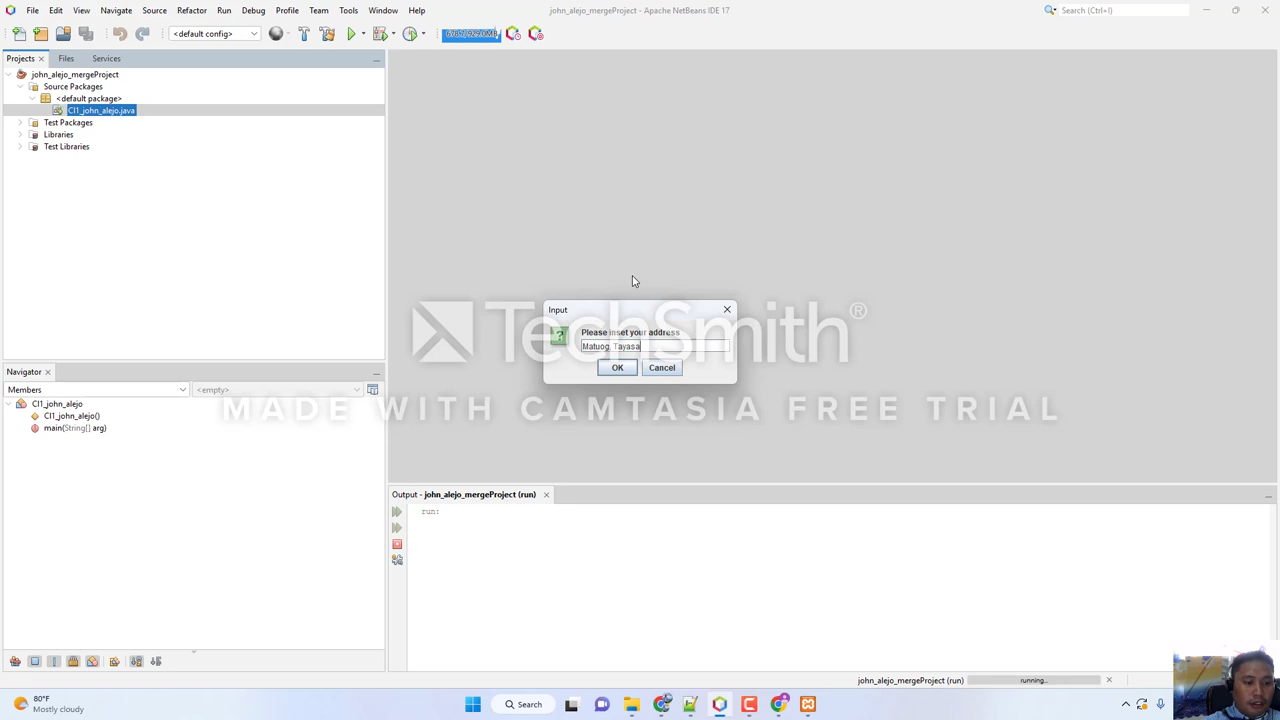 File Edit View Navigate Source Refactor Run Debug Profile Team Tools Window Help
john_alejo_mergeProject - Apache NetBeans IDE 17
Search (Ctrl+I)
<default config>
Projects Files Services
john_alejo_mergeProject
Source Packages
<default package>
CI1_john_alejo.java
Test Packages
Libraries
Test Libraries
Input
Please inset your address
Matuog, Tayasa
OK Cancel
TechSmith®
MADE WITH CAMTASIA FREE TRIAL
Navigator
Members
<empty>
CI1_john_alejo
CI1_john_alejo()
main(String[] arg)
Output - john_alejo_mergeProject (run)
run:
john_alejo_mergeProject (run)
running...
80°F
Mostly cloudy
Search